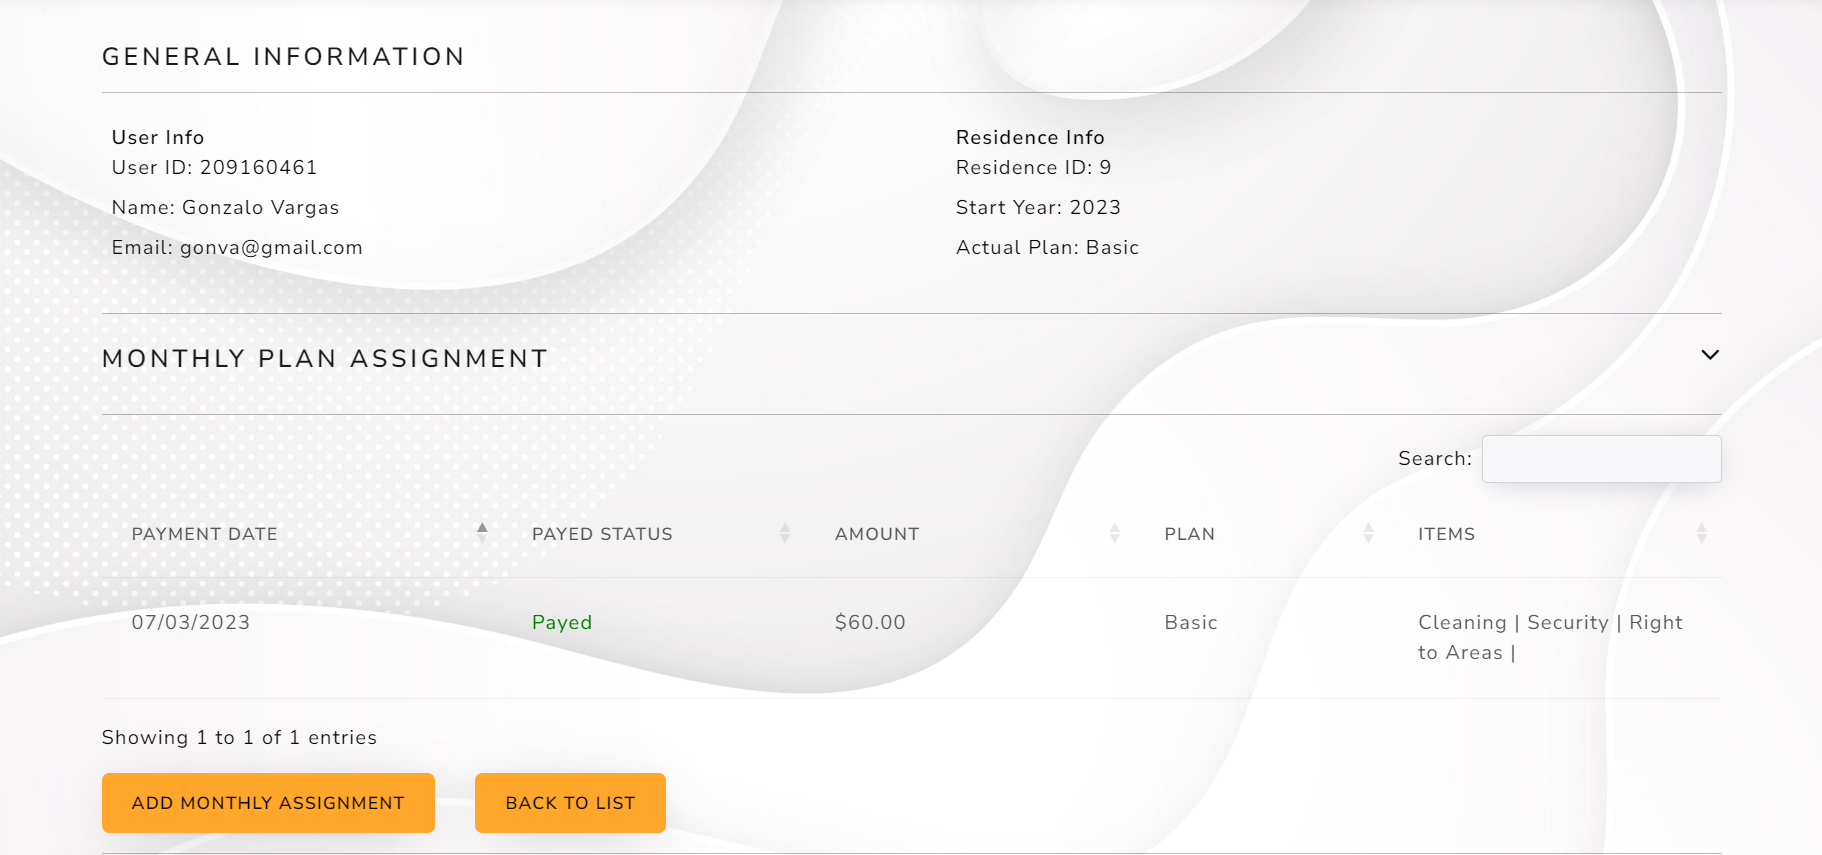 GENERAL INFORMATION
User Info
User ID: 209160461
Name: Gonzalo Vargas
Email: gonva@gmail.com
Residence Info
Residence ID: 9
Start Year: 2023
Actual Plan: Basic
MONTHLY PLAN ASSIGNMENT
Search:
PAYMENT DATE PAYED STATUS AMOUNT PLAN ITEMS
07/03/2023 Payed $60.00 Basic Cleaning | Security | Right
to Areas |
Showing 1 to 1 of 1 entries
ADD MONTHLY ASSIGNMENT BACK TO LIST